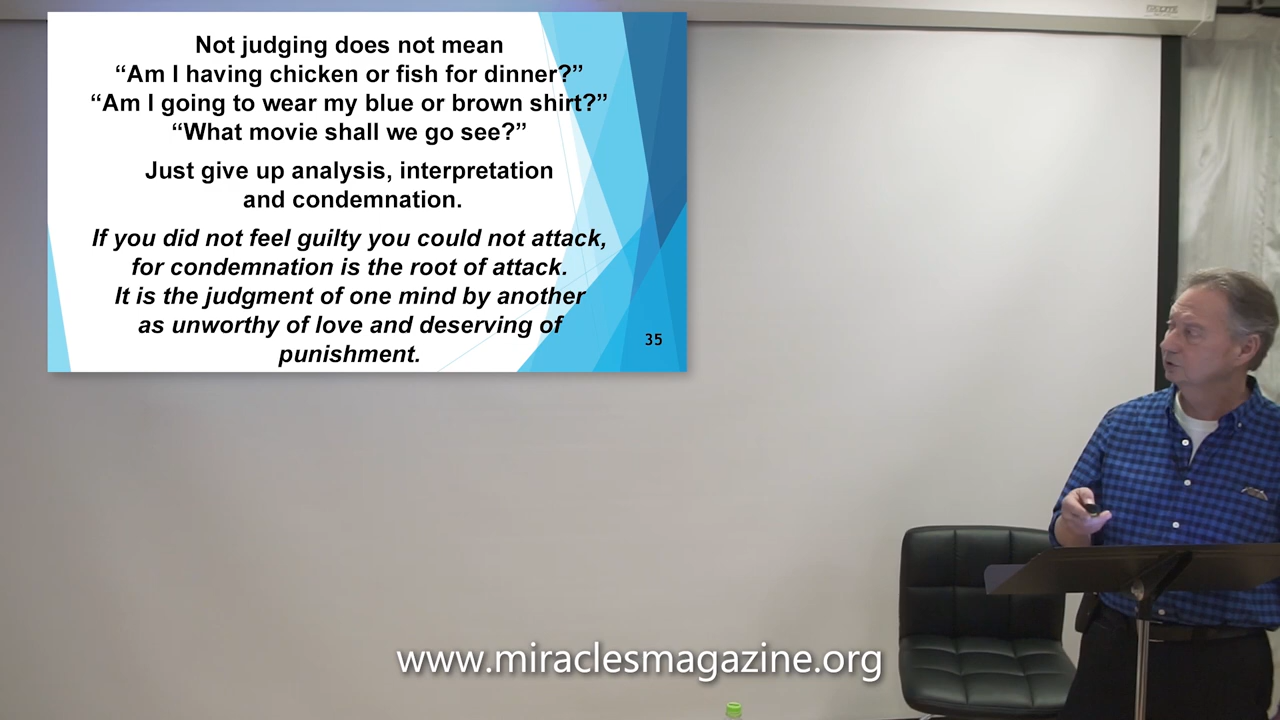 Not judging does not mean
“Am I having chicken or fish for dinner?”
“Am I going to wear my blue or brown shirt?”
“What movie shall we go see?”
Just give up analysis, interpretation
and condemnation.
If you did not feel guilty you could not attack,
for condemnation is the root of attack.
It is the judgment of one mind by another
as unworthy of love and deserving of
punishment.
35
www.miraclesmagazine.org